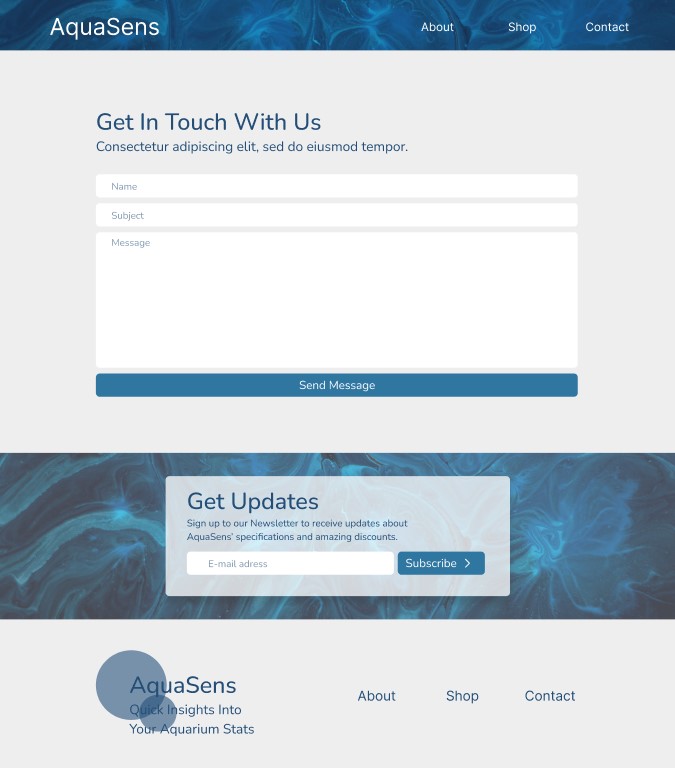 AquaSens
About
Shop
Contact
Get In Touch With Us
Consectetur adipiscing elit, sed do eiusmod tempor.
Name
Subject
Message
Send Message
Get Updates
Sign up to our Newsletter to receive updates about
AquaSens' specifications and amazing discounts.
E-mail adress
Subscribe
AquaSens
Quick Insights Into
Your Aquarium Stats
About
Shop
Contact